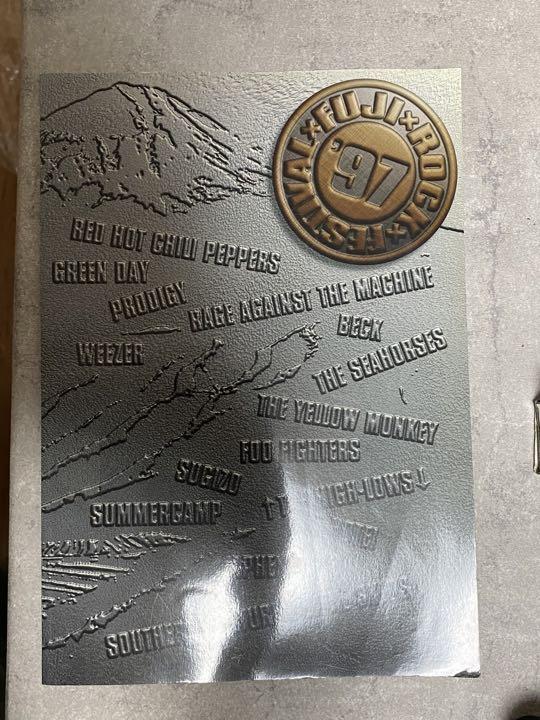 FUJI×ROCK×FESTIVAL×
'97
RED HOT CHILI PEPPERS
GREEN DAY
PRODIGY
RAGE AGAINST THE MACHINE
BECK
WEEZER
THE SEAHORSES
THE YELLOW MONKEY
FOO FIGHTERS
SUGIZO
HIGH-LOWS↓
SUMMERCAMP